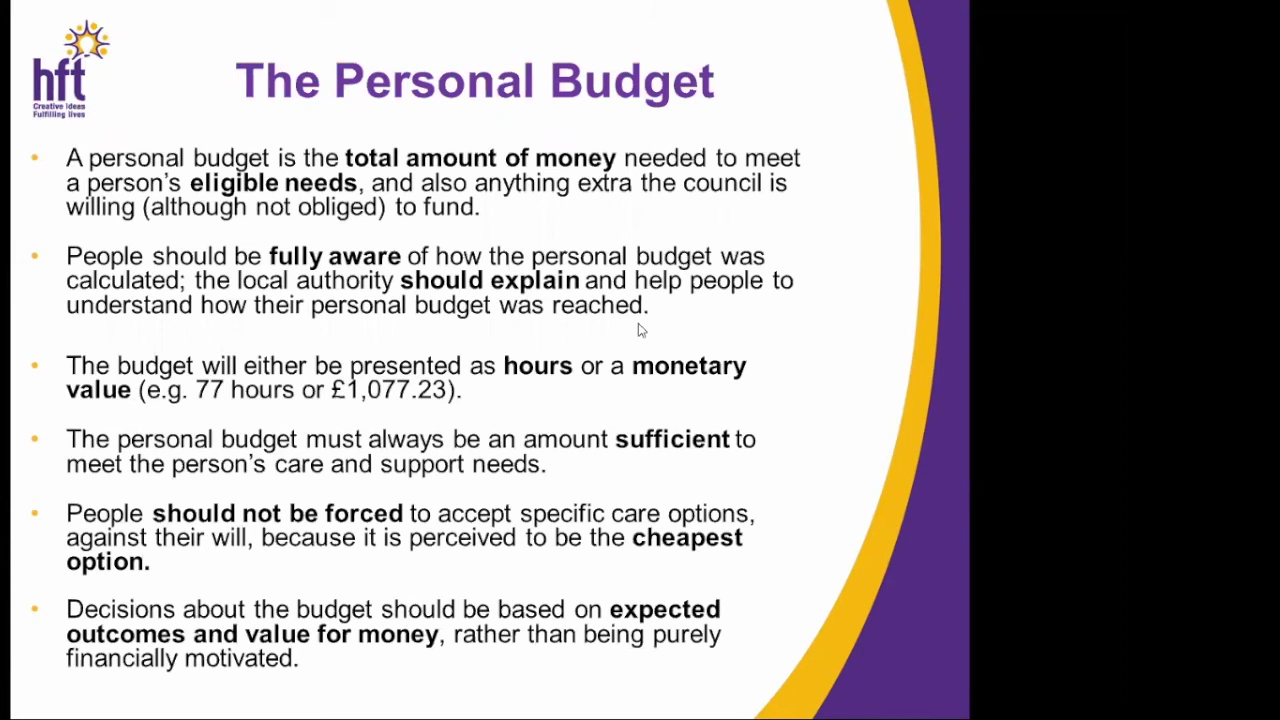 hft
Creative Ideas
Fulfilling lives
The Personal Budget
• A personal budget is the total amount of money needed to meet
a person's eligible needs, and also anything extra the council is
willing (although not obliged) to fund.
• People should be fully aware of how the personal budget was
calculated; the local authority should explain and help people to
understand how their personal budget was reached.
• The budget will either be presented as hours or a monetary
value (e.g. 77 hours or £1,077.23).
• The personal budget must always be an amount sufficient to
meet the person's care and support needs.
• People should not be forced to accept specific care options,
against their will, because it is perceived to be the cheapest
option.
• Decisions about the budget should be based on expected
outcomes and value for money, rather than being purely
financially motivated.